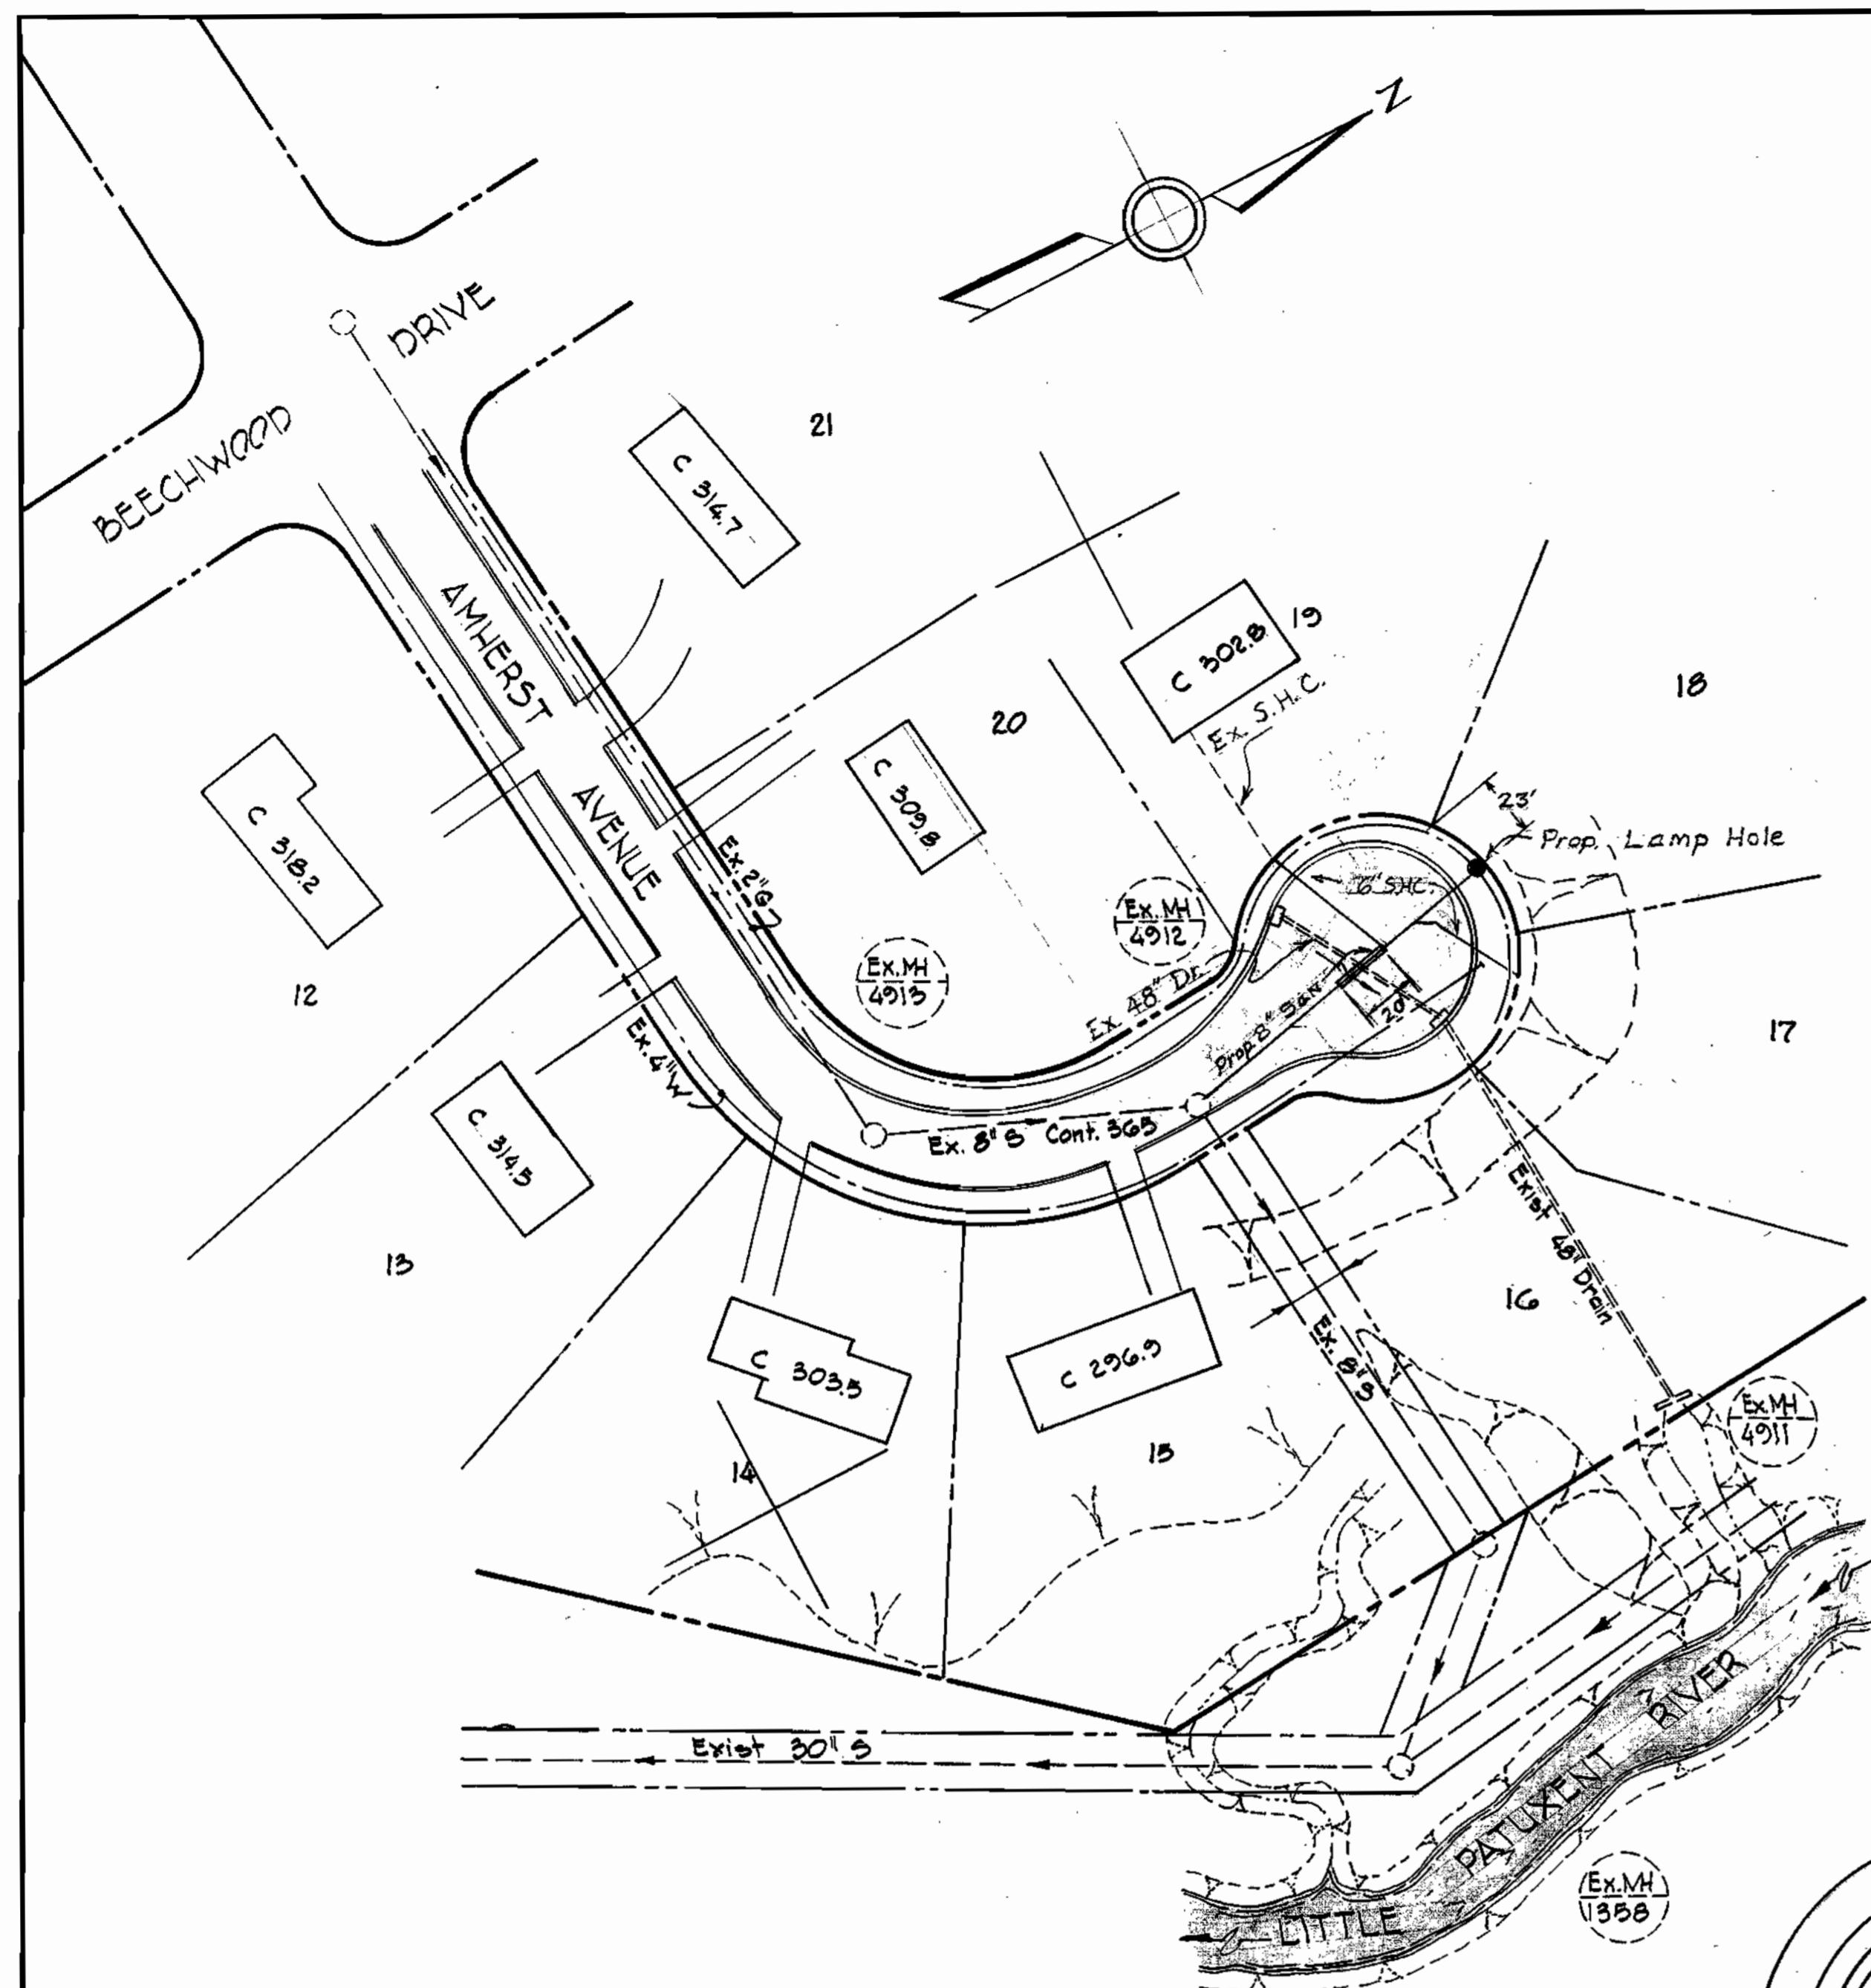 N
BEECHWOOD DRIVE
21
C 314.7
AMHERST AVENUE
C 302.8
19
Ex. S.H.C.
18
20
C 309.8
23'
Prop. Lamp Hole
C 318.2
Ex. 2"G
6" S.H.C.
Ex. MH
4912
Ex. MH
4913
Ex. 48" Dr.
Prop 8" San
20'
12
17
Ex. 4" W
C 314.5
Ex. 8" S Cont. 365
Exist 48" Drain
13
16
C 303.5
C 296.9
Ex. 8" S
Ex. MH
4911
14
15
Exist 30" S
LITTLE PATUXENT RIVER
Ex. MH
1358